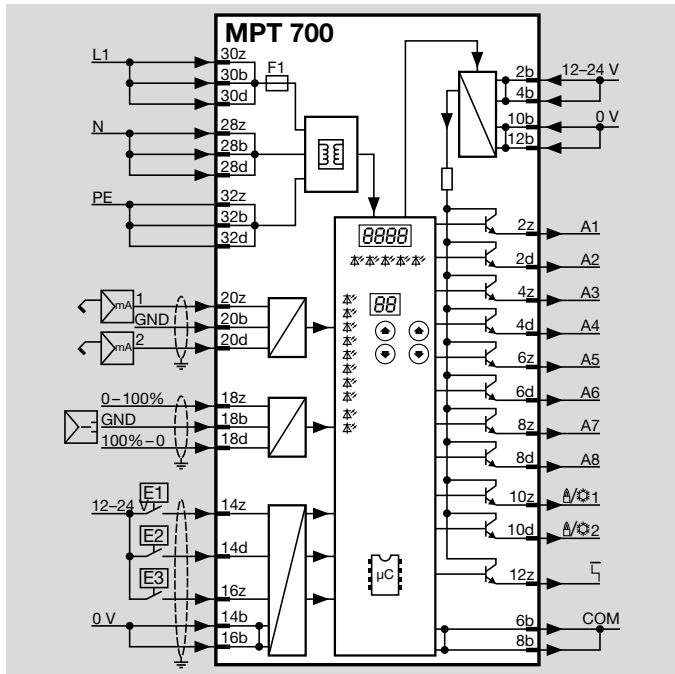 MPT 700
L1
30z
30b
30d
F1
N
28z
28b
28d
PE
32z
32b
32d
2b
12–24 V
4b
10b
0 V
12b
8888
88
mA
1
20z
GND
20b
mA
2
20d
0–100%
18z
GND
18b
100%-0
18d
E1
12–24 V
14z
E2
14d
E3
16z
0 V
14b
16b
µC
2z
A1
2d
A2
4z
A3
4d
A4
6z
A5
6d
A6
8z
A7
8d
A8
10z
1
10d
2
12z
6b
COM
8b